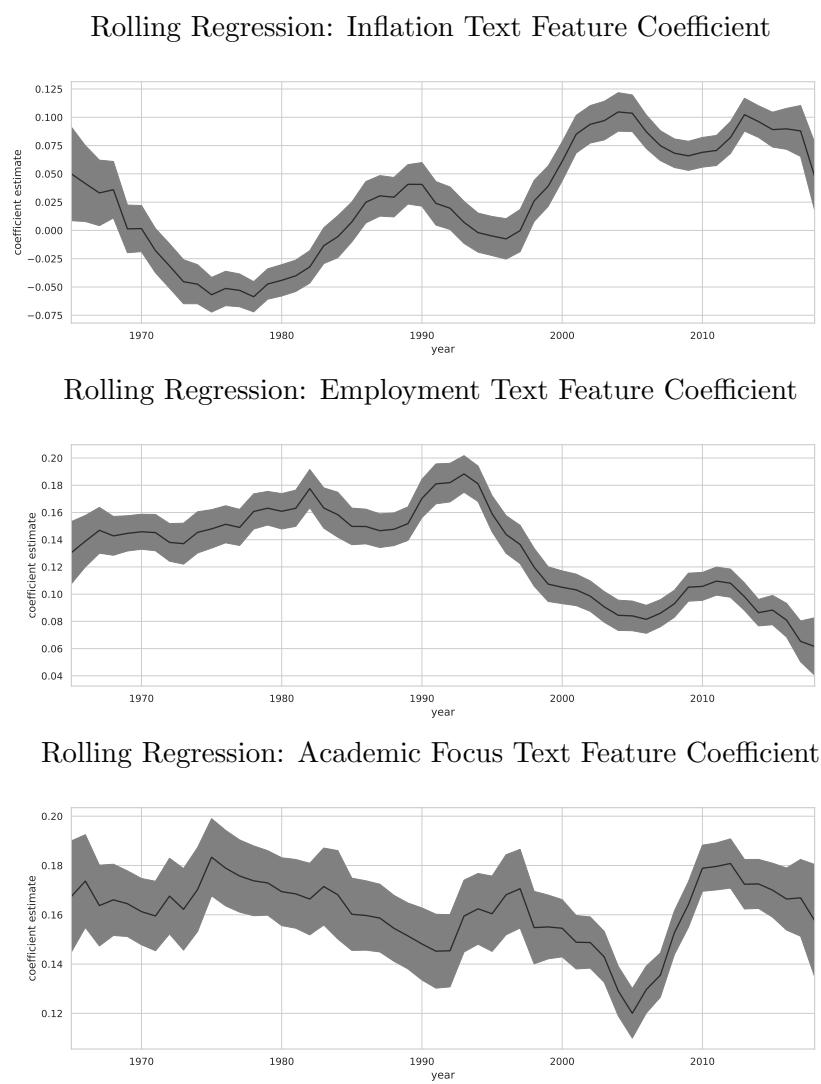 Rolling Regression: Inflation Text Feature Coefficient
0.125
0.100
0.075
0.050
0.025
0.000
−0.025
−0.050
−0.075
coefficient estimate
1970 1980 1990 2000 2010
year
Rolling Regression: Employment Text Feature Coefficient
0.20
0.18
0.16
0.14
0.12
0.10
0.08
0.06
0.04
coefficient estimate
1970 1980 1990 2000 2010
year
Rolling Regression: Academic Focus Text Feature Coefficient
0.20
0.18
0.16
0.14
0.12
coefficient estimate
1970 1980 1990 2000 2010
year